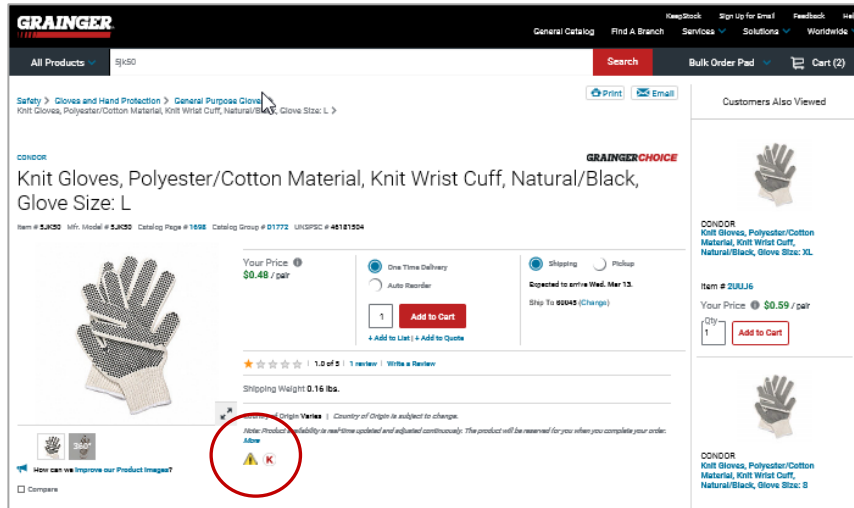 GRAINGER
KeepStock Sign Up for Email Feedback Hel
General Catalog Find A Branch Services Solutions Worldwide
All Products 5jk50 Search Bulk Order Pad Cart (2)
Safety > Gloves and Hand Protection > General Purpose Glove
Knit Gloves, Polyester/Cotton Material, Knit Wrist Cuff, Natural/Black, Glove Size: L >
Print Email
CONDOR
GRAINGERCHOICE
Knit Gloves, Polyester/Cotton Material, Knit Wrist Cuff, Natural/Black,
Glove Size: L
Item # 5JK50 Mfr. Model # 5JK50 Catalog Page # 1698 Catalog Group # D1772 UNSPSC # 46181504
Your Price
$0.48 / pair
One Time Delivery
Auto Reorder
1 Add to Cart
+ Add to List | + Add to Quote
Shipping Pickup
Expected to arrive Wed. Mar 13.
Ship To 60045 (Change)
1.0 of 5 | 1 review | Write a Review
Shipping Weight 0.16 lbs.
Country of Origin Varies | Country of Origin is subject to change.
Note: Product availability is real-time updated and adjusted continuously. The product will be reserved for you when you complete your order.
More
K
360°
How can we Improve our Product Images?
Compare
Customers Also Viewed
CONDOR
Knit Gloves, Polyester/Cotton
Material, Knit Wrist Cuff,
Natural/Black, Glove Size: XL
Item # 2UUJ6
Your Price $0.59 / pair
Qty
1 Add to Cart
CONDOR
Knit Gloves, Polyester/Cotton
Material, Knit Wrist Cuff,
Natural/Black, Glove Size: S